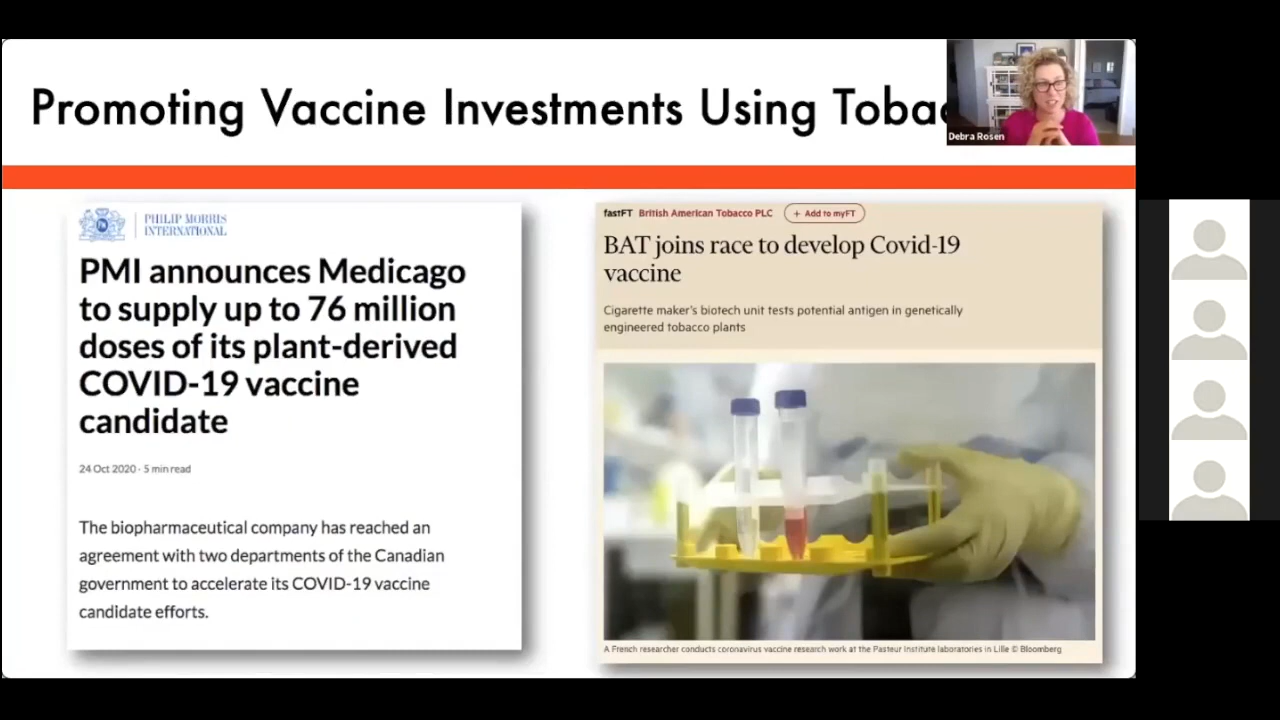 Promoting Vaccine Investments Using
Debra Rosen
PHILIP MORRIS
INTERNATIONAL
PMI announces Medicago
to supply up to 76 million
doses of its plant-derived
COVID-19 vaccine
candidate
24 Oct 2020 · 5 min read
The biopharmaceutical company has reached an
agreement with two departments of the Canadian
government to accelerate its COVID-19 vaccine
candidate efforts.
fastFT British American Tobacco PLC + Add to myFT
BAT joins race to develop Covid-19
vaccine
Cigarette maker's biotech unit tests potential antigen in genetically
engineered tobacco plants
A French researcher conducts coronavirus vaccine research work at the Pasteur Institute laboratories in Lille © Bloomberg